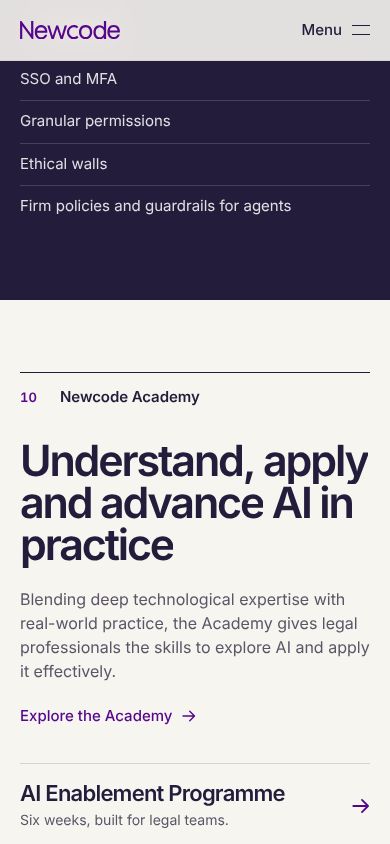 Newcode
Menu
SSO and MFA
Granular permissions
Ethical walls
Firm policies and guardrails for agents
10 Newcode Academy
Understand, apply
and advance AI in
practice
Blending deep technological expertise with
real-world practice, the Academy gives legal
professionals the skills to explore AI and apply
it effectively.
Explore the Academy →
AI Enablement Programme
Six weeks, built for legal teams.
→